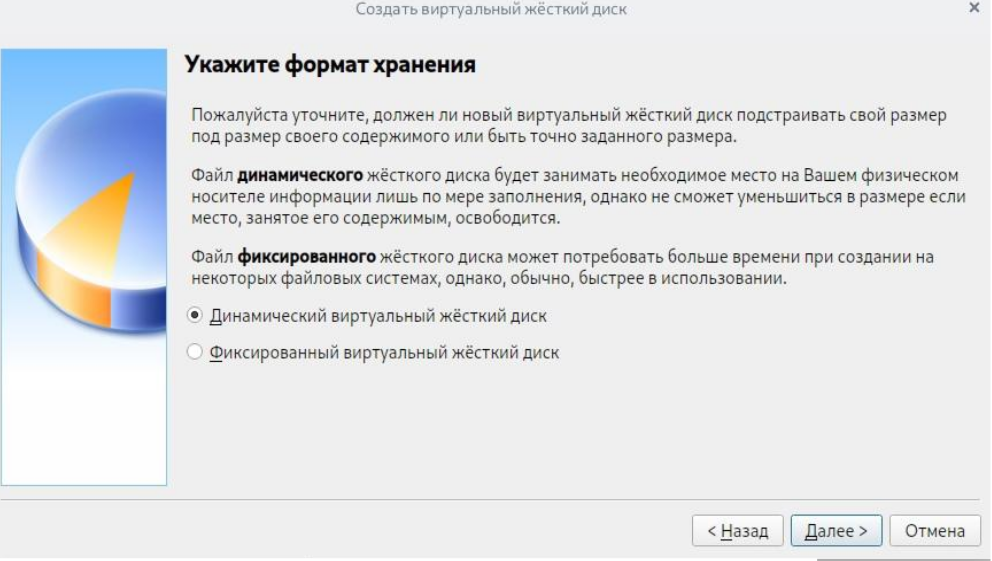 Создать виртуальный жёсткий диск
Укажите формат хранения
Пожалуйста уточните, должен ли новый виртуальный жёсткий диск подстраивать свой размер
под размер своего содержимого или быть точно заданного размера.
Файл динамического жёсткого диска будет занимать необходимое место на Вашем физическом
носителе информации лишь по мере заполнения, однако не сможет уменьшиться в размере если
место, занятое его содержимым, освободится.
Файл фиксированного жёсткого диска может потребовать больше времени при создании на
некоторых файловых системах, однако, обычно, быстрее в использовании.
Динамический виртуальный жёсткий диск
Фиксированный виртуальный жёсткий диск
< Назад Далее > Отмена